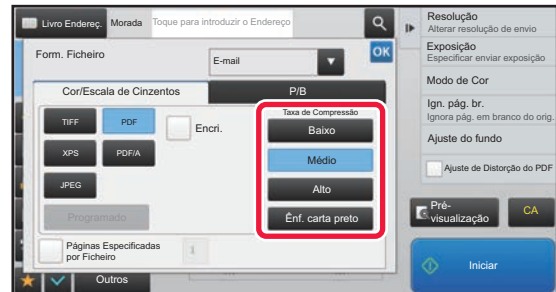 Livro Endereç. Morada Toque para introduzir o Endereço
Form. Ficheiro
E-mail
OK
Cor/Escala de Cinzentos
P/B
TIFF
PDF
Encri.
XPS
PDF/A
JPEG
Programado
Páginas Especificadas
por Ficheiro
1
Taxa de Compressão
Baixo
Médio
Alto
Ênf. carta preto
Outros
Resolução
Alterar resolução de envio
Exposição
Especificar enviar exposição
Modo de Cor
Ign. pág. br.
Ignora pág. em branco do orig.
Ajuste do fundo
Ajuste de Distorção do PDF
Pré-
visualização
CA
Iniciar